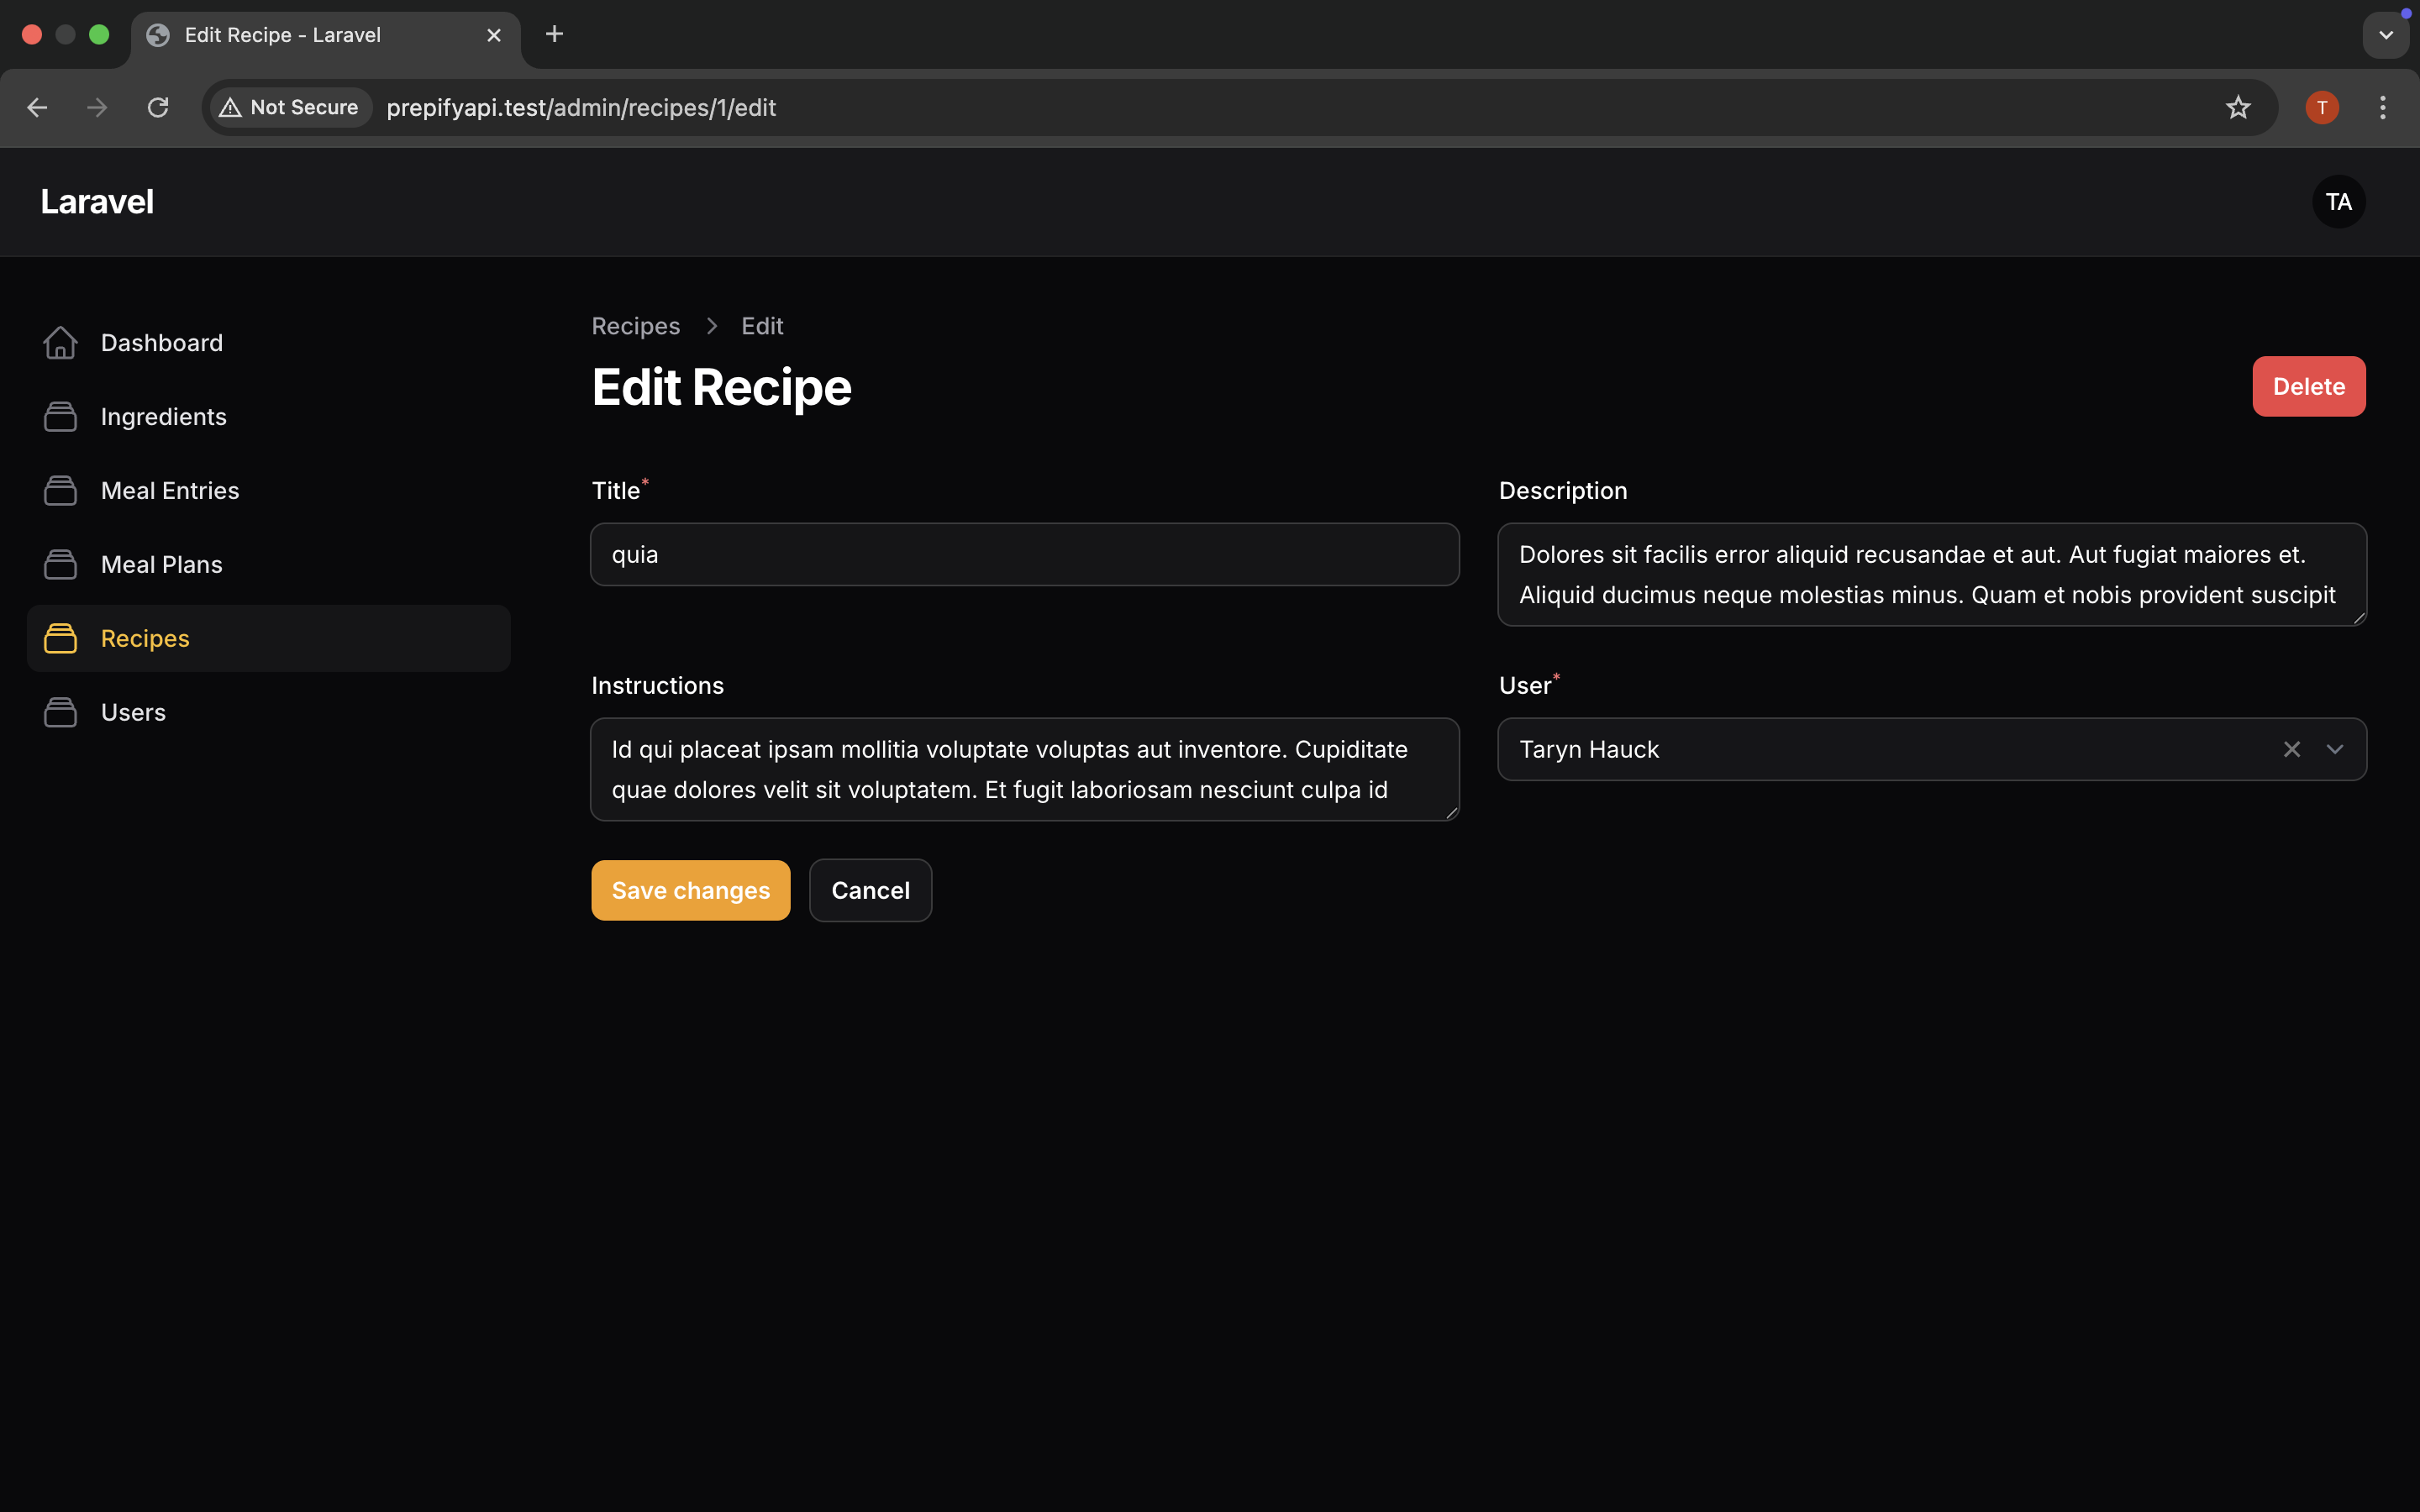 Edit Recipe - Laravel
Not Secure
prepifyapi.test/admin/recipes/1/edit
T
Laravel
TA
Dashboard
Ingredients
Meal Entries
Meal Plans
Recipes
Users
Recipes
Edit
Edit Recipe
Delete
Title*
quia
Description
Dolores sit facilis error aliquid recusandae et aut. Aut fugiat maiores et.
Aliquid ducimus neque molestias minus. Quam et nobis provident suscipit
Instructions
Id qui placeat ipsam mollitia voluptate voluptas aut inventore. Cupiditate
quae dolores velit sit voluptatem. Et fugit laboriosam nesciunt culpa id
User*
Taryn Hauck
Save changes
Cancel